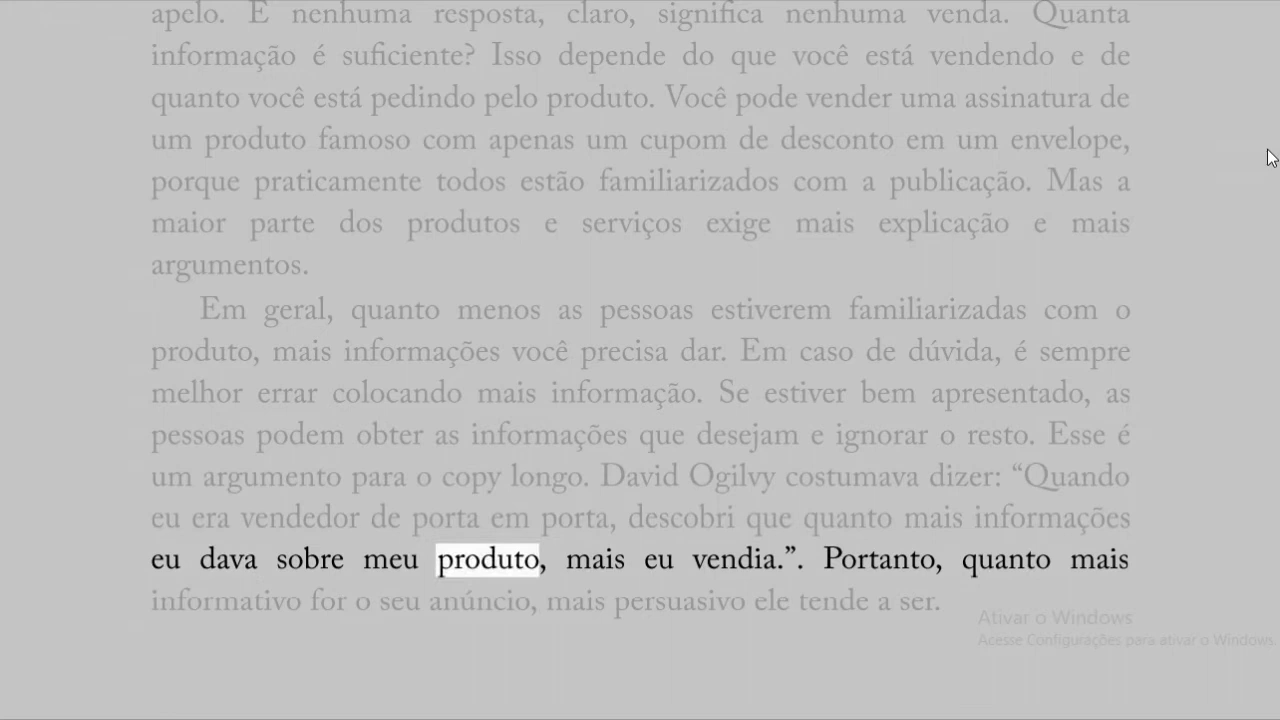 apelo. E nenhuma resposta, claro, significa nenhuma venda. Quanta
informação é suficiente? Isso depende do que você está vendendo e de
quanto você está pedindo pelo produto. Você pode vender uma assinatura de
um produto famoso com apenas um cupom de desconto em um envelope,
porque praticamente todos estão familiarizados com a publicação. Mas a
maior parte dos produtos e serviços exige mais explicação e mais
argumentos.
Em geral, quanto menos as pessoas estiverem familiarizadas com o
produto, mais informações você precisa dar. Em caso de dúvida, é sempre
melhor errar colocando mais informação. Se estiver bem apresentado, as
pessoas podem obter as informações que desejam e ignorar o resto. Esse é
um argumento para o copy longo. David Ogilvy costumava dizer: “Quando
eu era vendedor de porta em porta, descobri que quanto mais informações
eu dava sobre meu produto, mais eu vendia.”. Portanto, quanto mais
informativo for o seu anúncio, mais persuasivo ele tende a ser.
Ativar o Windows
Acesse Configurações para ativar o Windows.